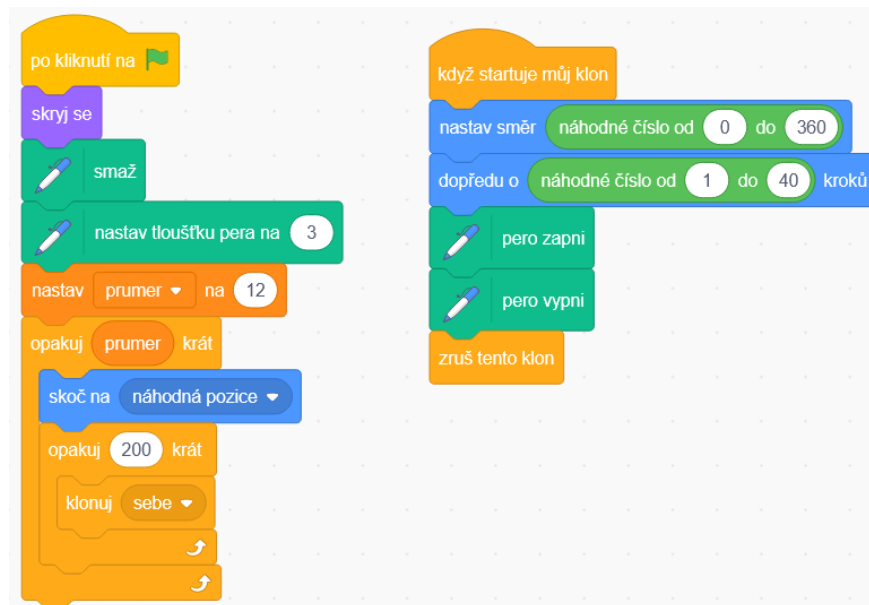 po kliknutí na
skryj se
smaž
nastav tloušťku pera na 3
nastav prumer na 12
opakuj prumer krát
skoč na náhodná pozice
opakuj 200 krát
klonuj sebe
když startuje můj klon
nastav směr náhodné číslo od 0 do 360
dopředu o náhodné číslo od 1 do 40 kroků
pero zapni
pero vypni
zruš tento klon